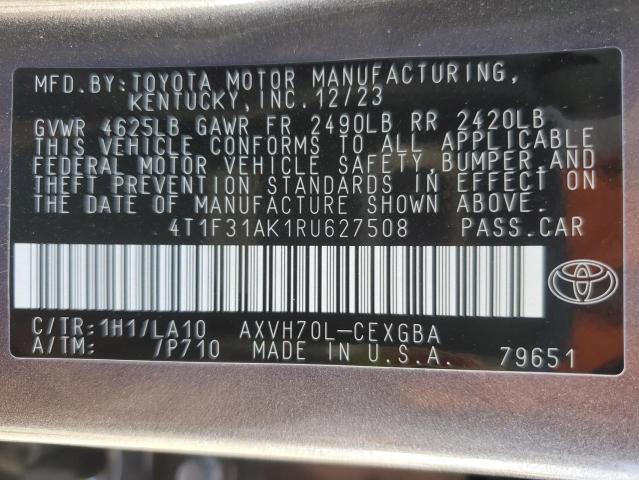 MFD.BY:TOYOTA MOTOR MANUFACTURING,
KENTUCKY,INC.12/23
GVWR 4625LB GAWR FR 2490LB RR 2420LB
THIS VEHICLE CONFORMS TO ALL APPLICABLE
FEDERAL MOTOR VEHICLE SAFETY,BUMPER,AND
THEFT PREVENTION STANDARDS IN EFFECT ON
THE DATE OF MANUFACTURE SHOWN ABOVE.
4T1F31AK1RU627508 PASS.CAR
C/TR:1H1/LA10 AXVH70L-CEXGBA
A/TM: /P710 MADE IN U.S.A. 79651